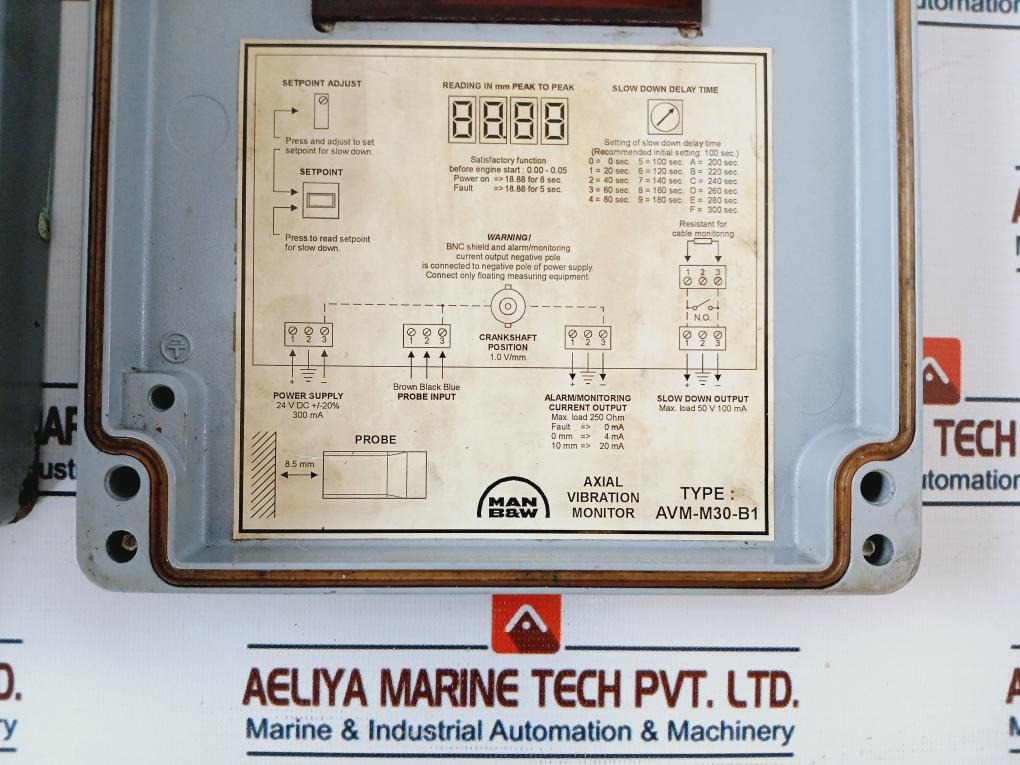 utomation & M
SETPOINT ADJUST
Press and adjust to set
setpoint for slow down.
SETPOINT
Press to read setpoint
for slow down.
READING IN mm PEAK TO PEAK
8888
Satisfactory function
before engine start : 0.00 - 0.05
Power on => 18.88 for 8 sec.
Fault => 18.88 for 5 sec.
SLOW DOWN DELAY TIME
Setting of slow down delay time :
(Recommended initial setting: 100 sec.)
0 = 0 sec. 5 = 100 sec. A = 200 sec.
1 = 20 sec. 6 = 120 sec. B = 220 sec.
2 = 40 sec. 7 = 140 sec. C = 240 sec.
3 = 60 sec. 8 = 160 sec. D = 260 sec.
4 = 80 sec. 9 = 180 sec. E = 280 sec.
F = 300 sec.
Resistant for
cable monitoring
1 2 3
N.O.
1 2 3
WARNING!
BNC shield and alarm/monitoring
current output negative pole
is connected to negative pole of power supply.
Connect only floating measuring equipment.
CRANKSHAFT
POSITION
1.0 V/mm
1 2 3
+ −
POWER SUPPLY
24 V DC +/-20%
300 mA
1 2 3
Brown Black Blue
PROBE INPUT
1 2 3
+ −
ALARM/MONITORING
CURRENT OUTPUT
Max. load 250 Ohm
Fault => 0 mA
0 mm => 4 mA
10 mm => 20 mA
+ −
SLOW DOWN OUTPUT
Max. load 50 V 100 mA
PROBE
8.5 mm
MAN
B&W
AXIAL
VIBRATION
MONITOR
TYPE :
AVM-M30-B1
TECH P
utomation
AELIYA MARINE TECH PVT. LTD.
Marine & Industrial Automation & Machinery
D.
ry